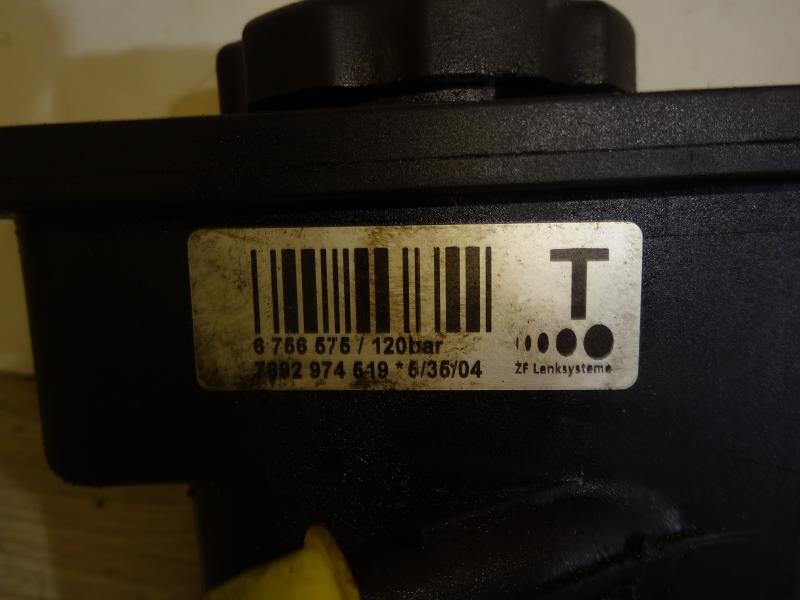 T
6 756 575 / 120bar
7692 974 519 * 5/35/04
ZF Lenksysteme